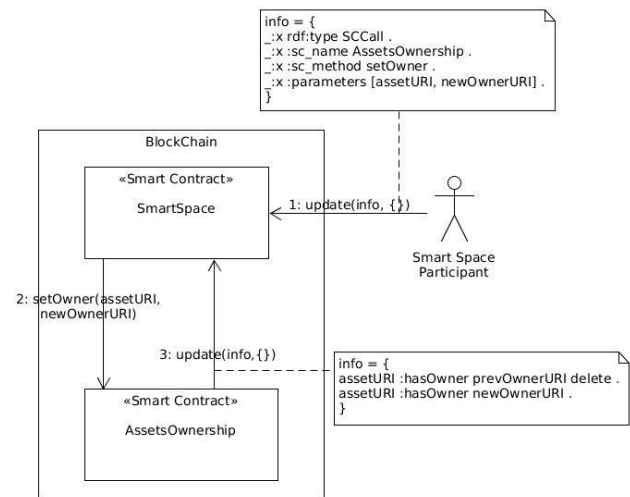 info = {
_:x rdf:type SCCall .
_:x :sc_name AssetsOwnership .
_:x :sc_method setOwner .
_:x :parameters [assetURI, newOwnerURI] .
}
BlockChain
«Smart Contract»
SmartSpace
1: update(info, {})
Smart Space
Participant
2: setOwner(assetURI,
newOwnerURI)
3: update(info,{})
info = {
assetURI :hasOwner prevOwnerURI delete .
assetURI :hasOwner newOwnerURI .
}
«Smart Contract»
AssetsOwnership